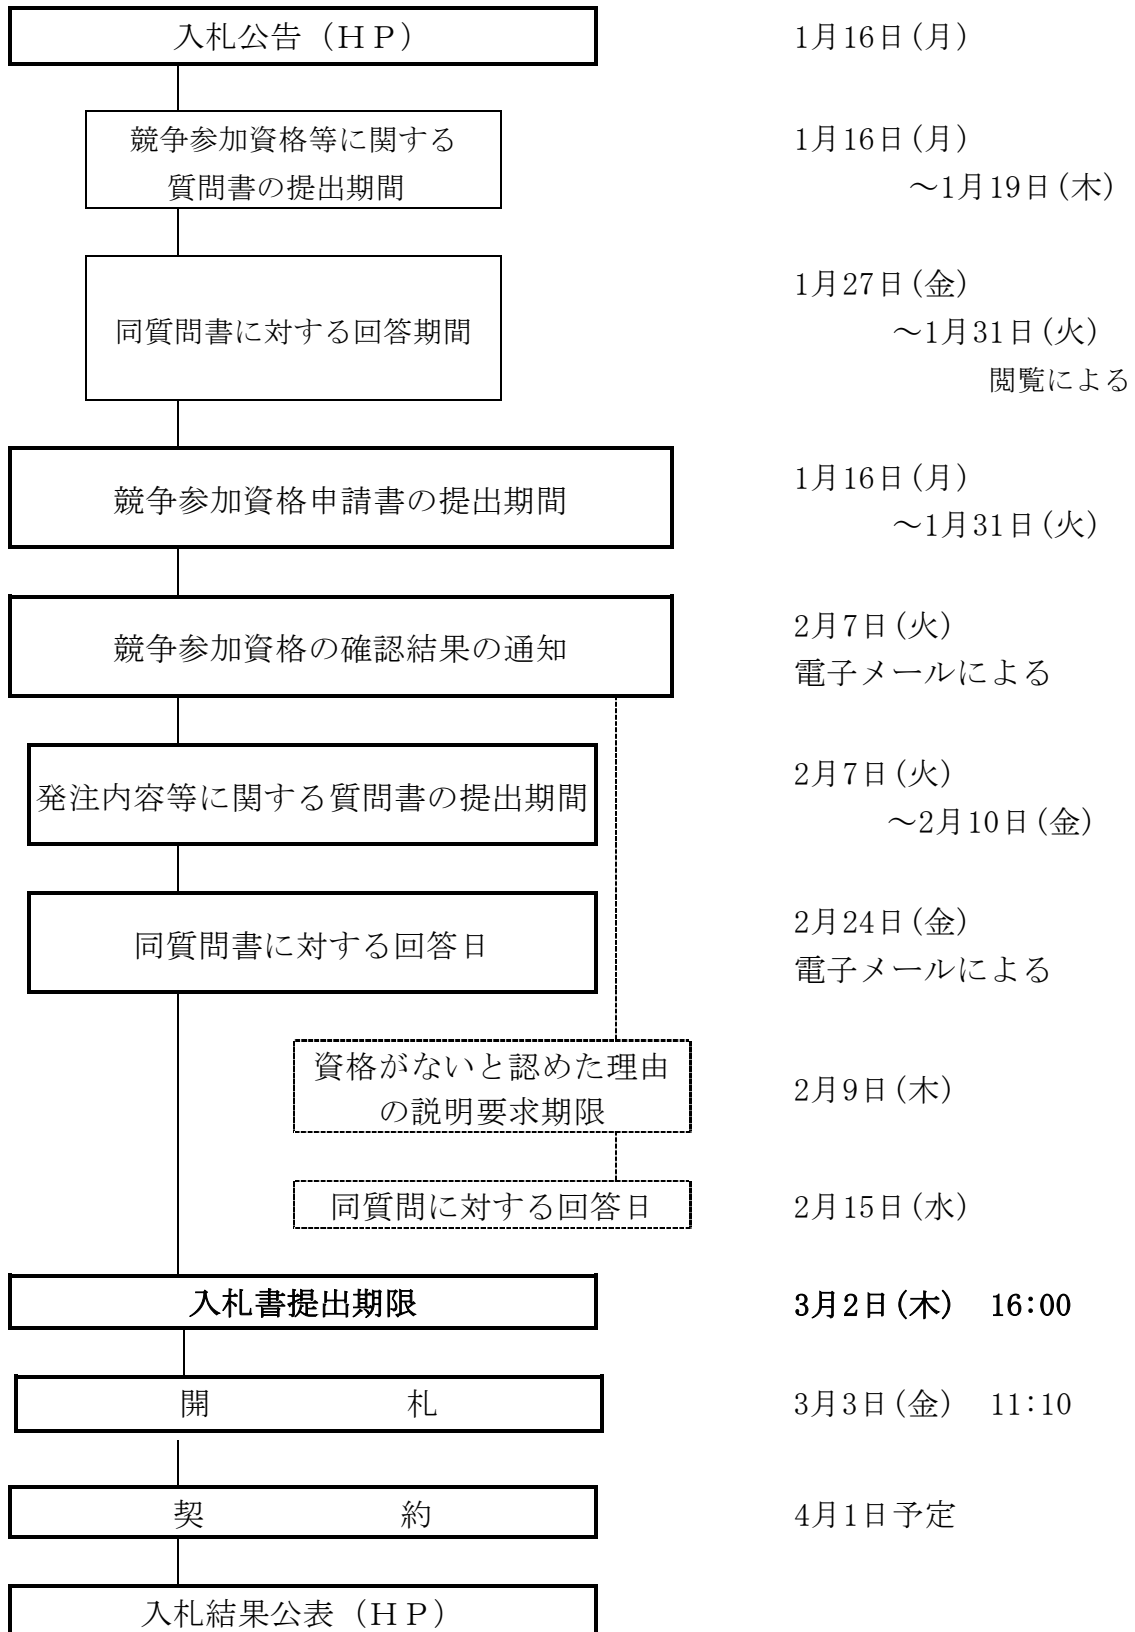 入札公告（ＨＰ） 1月16日(月)
競争参加資格等に関する 1月16日(月)
質問書の提出期間 ～1月19日(木)
1月27日(金)
同質問書に対する回答期間 ～1月31日(火)
閲覧による
競争参加資格申請書の提出期間 1月16日(月)
～1月31日(火)
競争参加資格の確認結果の通知 2月7日(火)
電子メールによる
発注内容等に関する質問書の提出期間 2月7日(火)
～2月10日(金)
同質問書に対する回答日 2月24日(金)
電子メールによる
資格がないと認めた理由
の説明要求期限 2月9日(木)
同質問に対する回答日 2月15日(水)
入札書提出期限 3月2日(木) 16:00
開 札 3月3日(金) 11:10
契 約 4月1日予定
入札結果公表（ＨＰ）